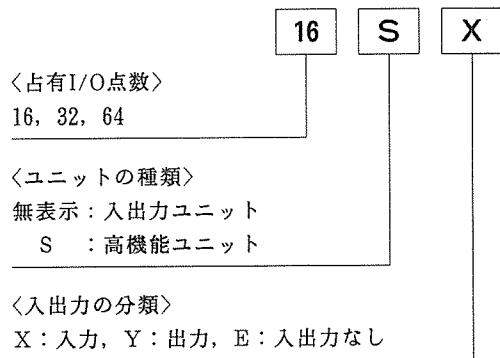 16 S X
〈占有I/O点数〉
16, 32, 64
〈ユニットの種類〉
無表示：入出力ユニット
S ：高機能ユニット
〈入出力の分類〉
X：入力, Y：出力, E：入出力なし